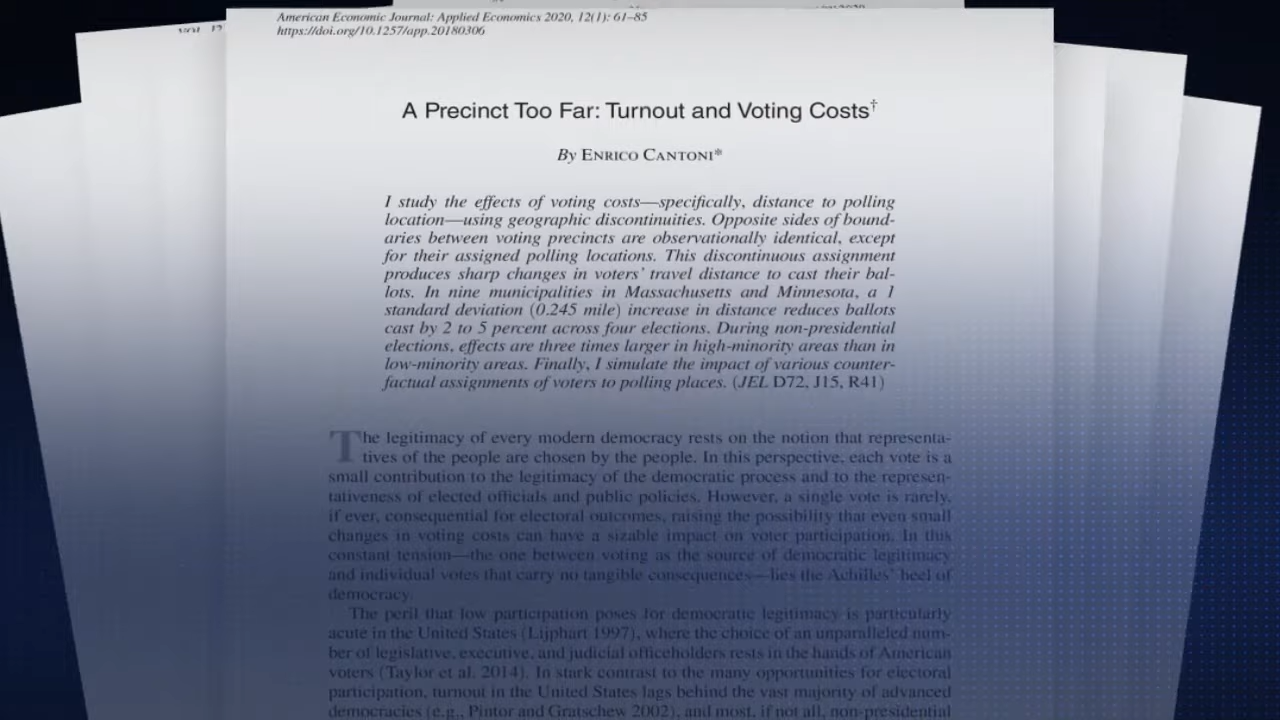 American Economic Journal: Applied Economics 2020, 12(1): 61–85
https://doi.org/10.1257/app.20180306
A Precinct Too Far: Turnout and Voting Costs†
By ENRICO CANTONI*
I study the effects of voting costs—specifically, distance to polling
location—using geographic discontinuities. Opposite sides of bound-
aries between voting precincts are observationally identical, except
for their assigned polling locations. This discontinuous assignment
produces sharp changes in voters' travel distance to cast their bal-
lots. In nine municipalities in Massachusetts and Minnesota, a 1
standard deviation (0.245 mile) increase in distance reduces ballots
cast by 2 to 5 percent across four elections. During non-presidential
elections, effects are three times larger in high-minority areas than in
low-minority areas. Finally, I simulate the impact of various counter-
factual assignments of voters to polling places. (JEL D72, J15, R41)
The legitimacy of every modern democracy rests on the notion that representa-
tives of the people are chosen by the people. In this perspective, each vote is a
small contribution to the legitimacy of the democratic process and to the represen-
tativeness of elected officials and public policies. However, a single vote is rarely,
if ever, consequential for electoral outcomes, raising the possibility that even small
changes in voting costs can have a sizable impact on voter participation. In this
constant tension—the one between voting as the source of democratic legitimacy
and individual votes that carry no tangible consequences—lies the Achilles' heel of
democracy.
The peril that low participation poses for democratic legitimacy is particularly
acute in the United States (Lijphart 1997), where the choice of an unparalleled num-
ber of legislative, executive, and judicial officeholders rests in the hands of American
voters (Taylor et al. 2014). In stark contrast to the many opportunities for electoral
participation, turnout in the United States lags behind the vast majority of advanced
democracies (e.g., Pintor and Gratschew 2002), and most, if not all, non-presidential